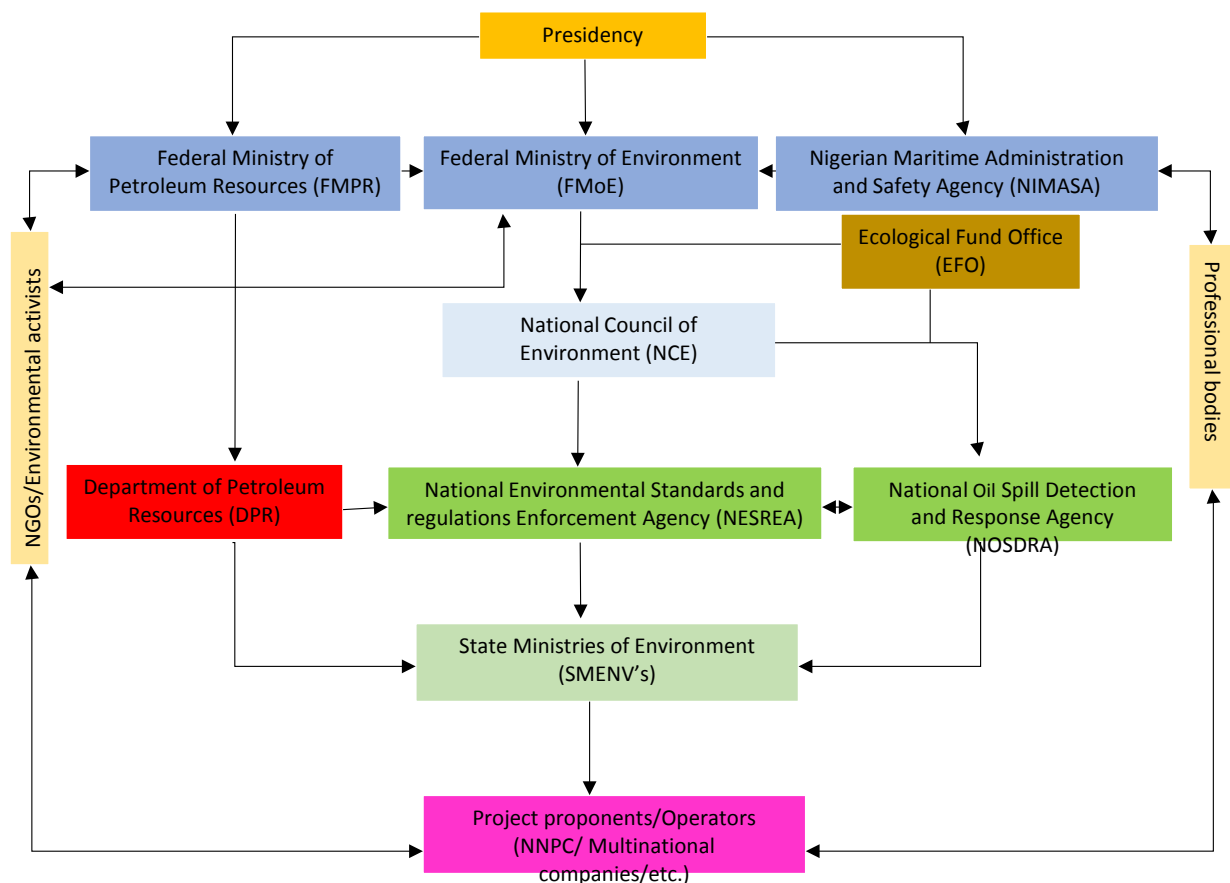 Presidency
Federal Ministry of
Petroleum Resources (FMPR)
Federal Ministry of Environment
(FMoE)
Nigerian Maritime Administration
and Safety Agency (NIMASA)
Ecological Fund Office
(EFO)
NGOs/Environmental activists
Professional bodies
National Council of
Environment (NCE)
Department of Petroleum
Resources (DPR)
National Environmental Standards and
regulations Enforcement Agency (NESREA)
National Oil Spill Detection
and Response Agency
(NOSDRA)
State Ministries of Environment
(SMENV’s)
Project proponents/Operators
(NNPC/ Multinational
companies/etc.)